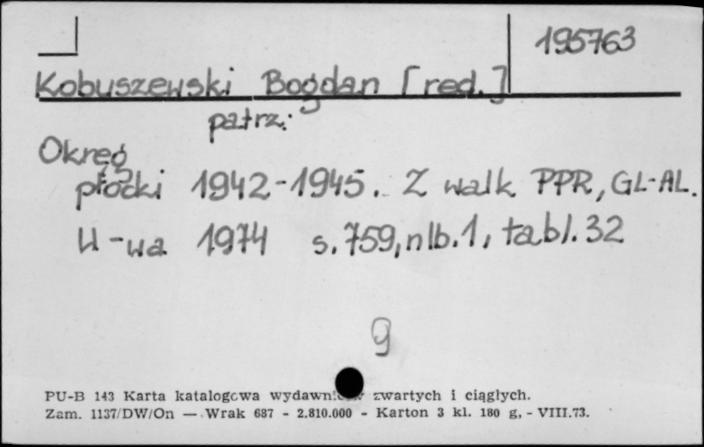 195763
Kobuszewski Bogdan [red.]
patrz:
Okręg
płocki 1942-1945. Z walk PPR, GL-AL.
W-wa 1974 s. 759, nlb. 1, tabl. 32
g
PU-B 143 Karta katalogowa zwartych i ciągłych.
Zam. 1137/DW/On — Wrak 687 - 2.810.000 - Karton 3 kl. 180 g, - VIII.73.